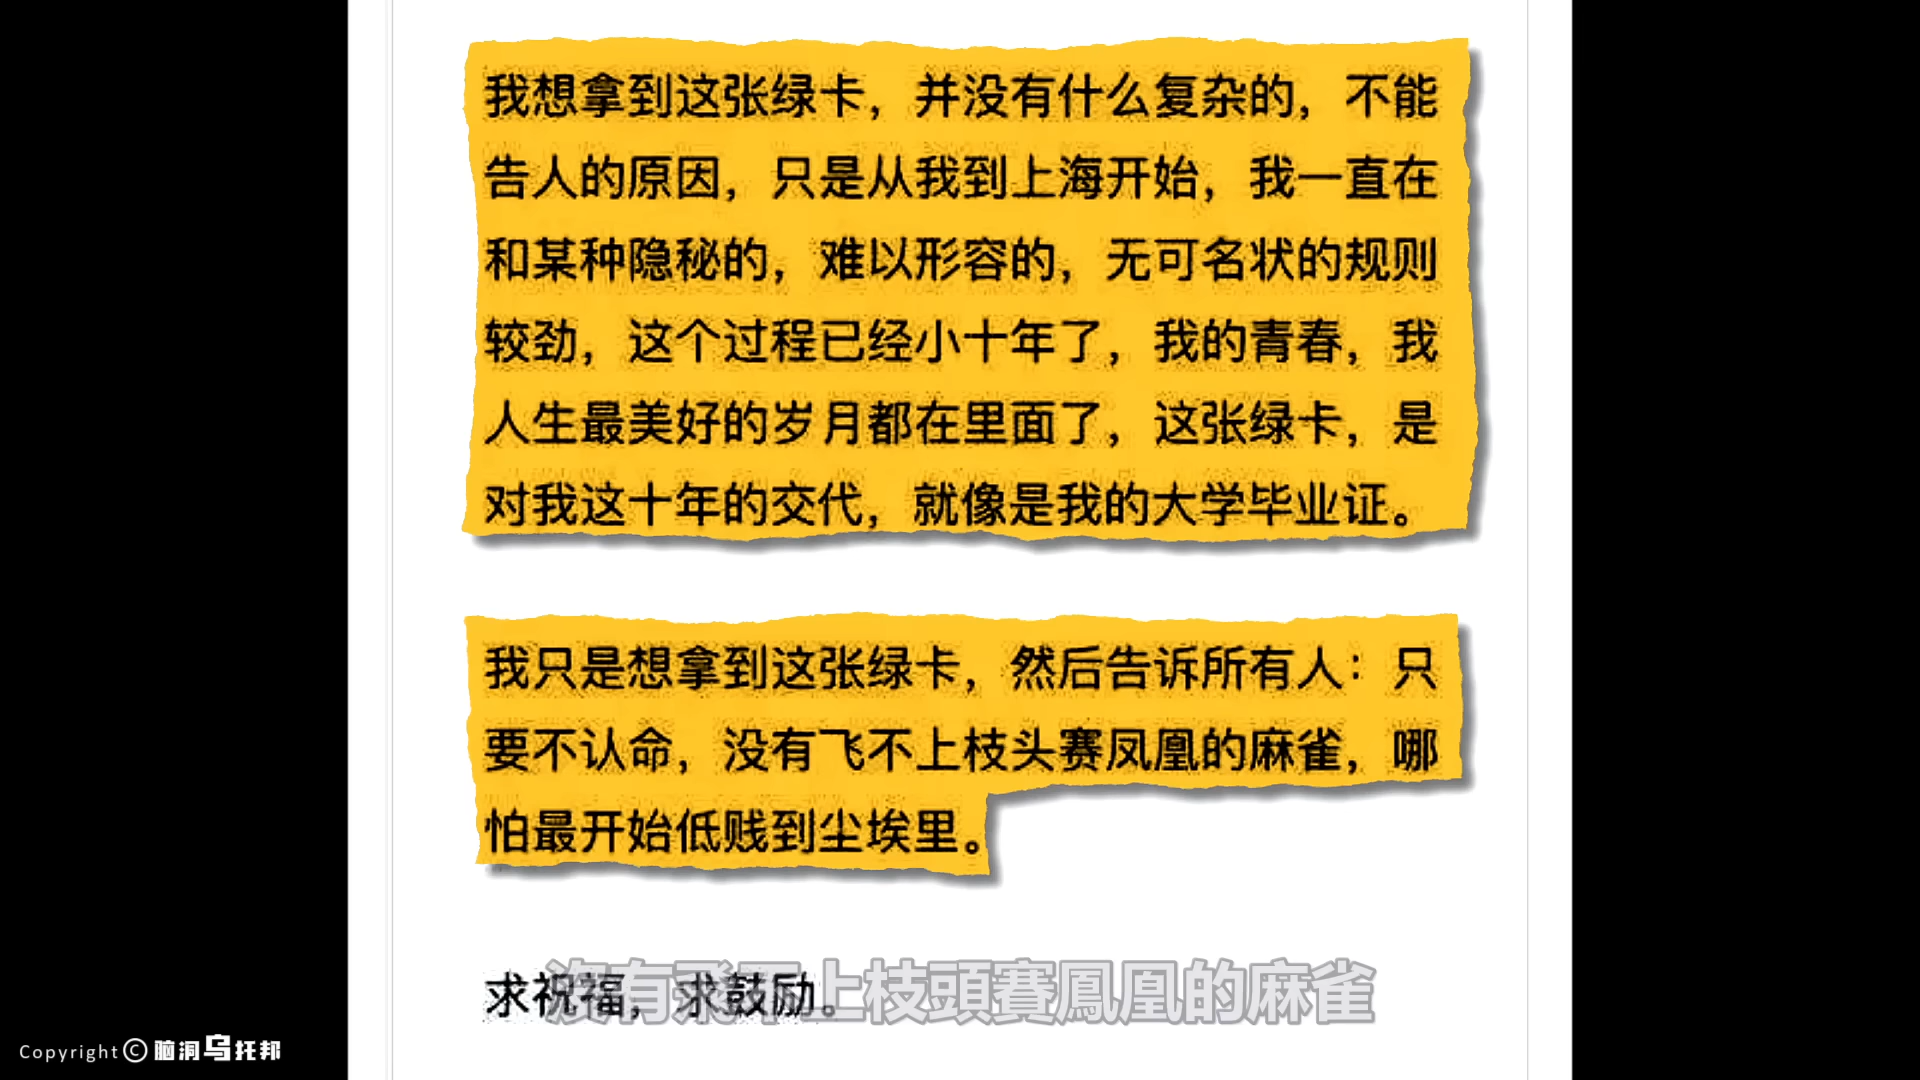 我想拿到这张绿卡，并没有什么复杂的，不能
告人的原因，只是从我到上海开始，我一直在
和某种隐秘的，难以形容的，无可名状的规则
较劲，这个过程已经小十年了，我的青春，我
人生最美好的岁月都在里面了，这张绿卡，是
对我这十年的交代，就像是我的大学毕业证。
我只是想拿到这张绿卡，然后告诉所有人：只
要不认命，没有飞不上枝头赛凤凰的麻雀，哪
怕最开始低贱到尘埃里。
求祝福，求鼓励。
沒有飛不上枝頭賽鳳凰的麻雀
Copyright © 脑洞乌托邦